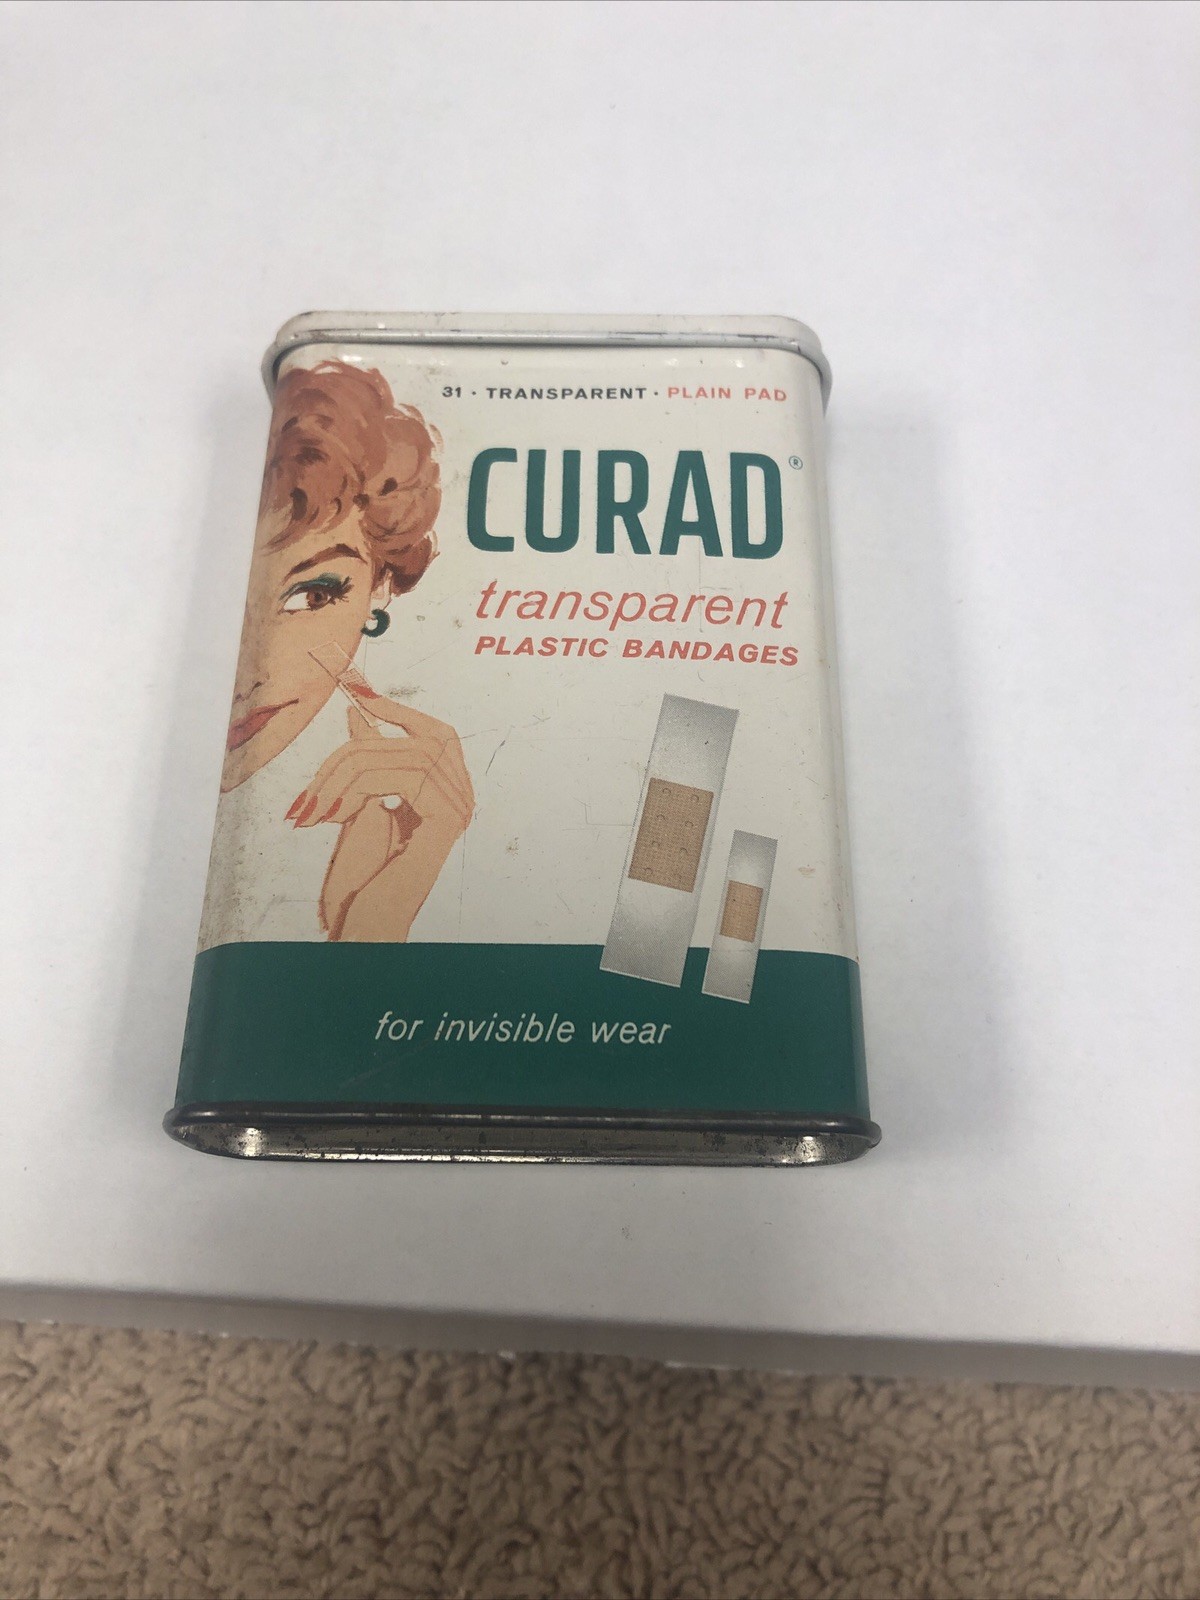 31 · TRANSPARENT · PLAIN PAD
CURAD®
transparent
PLASTIC BANDAGES
for invisible wear